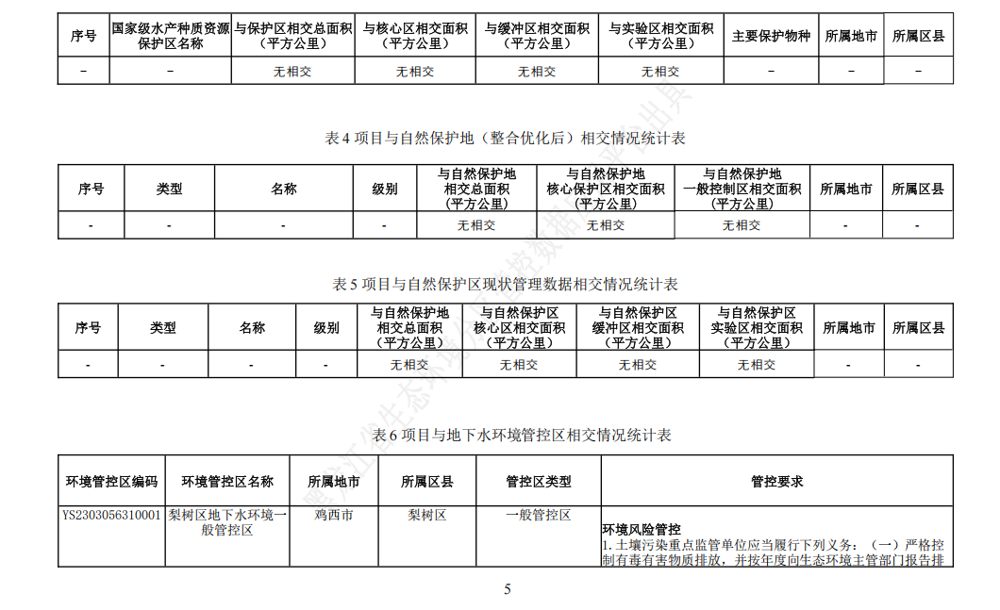 序号 国家级水产种质资源保护区名称 与保护区相交总面积（平方公里） 与核心区相交面积（平方公里） 与缓冲区相交面积（平方公里） 与实验区相交面积（平方公里） 主要保护物种 所属地市 所属区县
– – 无相交 无相交 无相交 无相交 – – –
表 4 项目与自然保护地（整合优化后）相交情况统计表
序号 类型 名称 级别 与自然保护地相交总面积(平方公里) 与自然保护地核心保护区相交面积(平方公里) 与自然保护地一般控制区相交面积(平方公里) 所属地市 所属区县
- - - - 无相交 无相交 无相交 - -
表 5 项目与自然保护区现状管理数据相交情况统计表
序号 类型 名称 级别 与自然保护地相交总面积（平方公里） 与自然保护区核心区相交面积（平方公里） 与自然保护区缓冲区相交面积（平方公里） 与自然保护区实验区相交面积（平方公里） 所属地市 所属区县
- - - - 无相交 无相交 无相交 无相交 - -
表 6 项目与地下水环境管控区相交情况统计表
环境管控区编码 环境管控区名称 所属地市 所属区县 管控区类型 管控要求
YS2303056310001 梨树区地下水环境一般管控区 鸡西市 梨树区 一般管控区
环境风险管控
1.土壤污染重点监管单位应当履行下列义务：（一）严格控
制有毒有害物质排放，并按年度向生态环境主管部门报告排
5
黑龙江省生态环境分区管控数据 平台出具